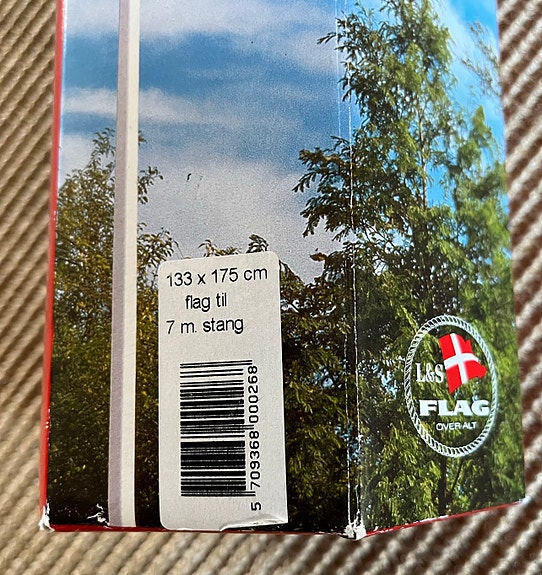 133 x 175 cm
flag til
7 m. stang
5 709368 000268
L&S
FLAG
OVER ALT